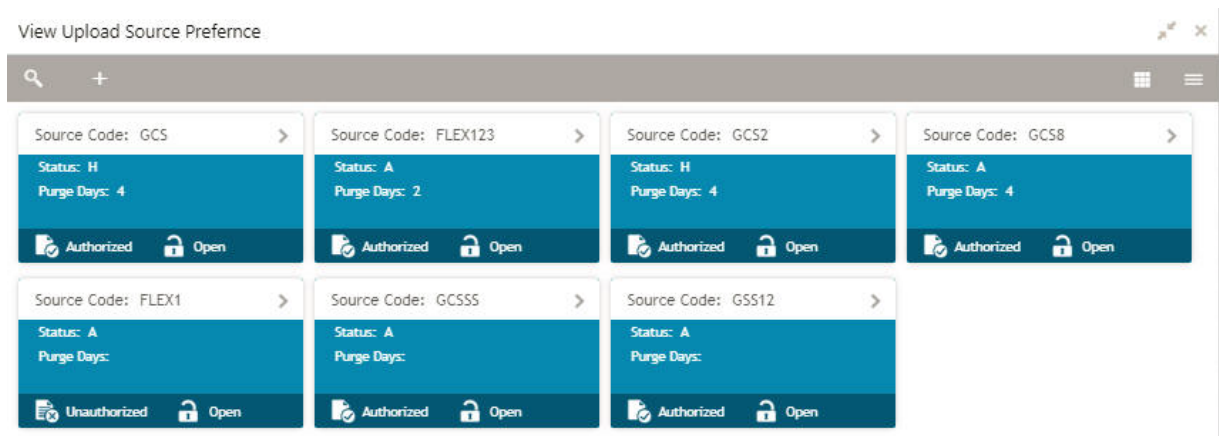 View Upload Source Prefernce
Source Code: GCS
Status: H
Purge Days: 4
Authorized Open
Source Code: FLEX123
Status: A
Purge Days: 2
Authorized Open
Source Code: GCS2
Status: H
Purge Days: 4
Authorized Open
Source Code: GCS8
Status: A
Purge Days: 4
Authorized Open
Source Code: FLEX1
Status: A
Purge Days:
Unauthorized Open
Source Code: GCSSS
Status: A
Purge Days:
Authorized Open
Source Code: GSS12
Status: A
Purge Days:
Authorized Open